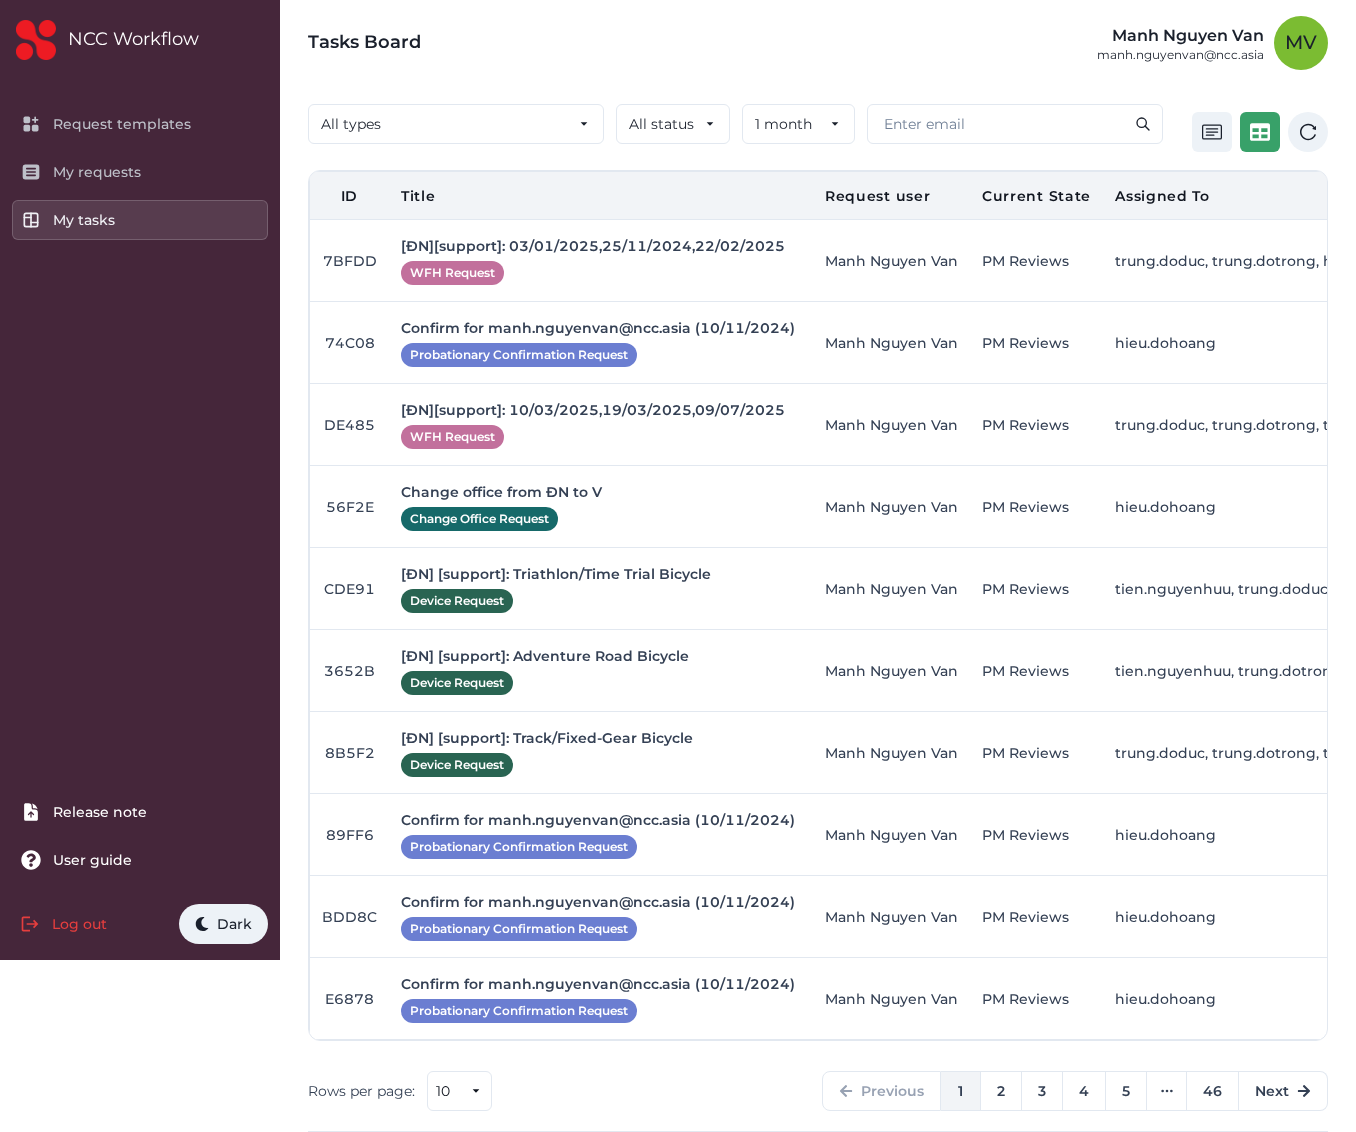 NCC Workflow
Request templates
My requests
My tasks
Release note
User guide
Log out
Dark
Tasks Board
Manh Nguyen Van
manh.nguyenvan@ncc.asia
MV
All types
All status
1 month
Enter email
ID Title Request user Current State Assigned To
[ĐN][support]: 03/01/2025,25/11/2024,22/02/2025
7BFDD WFH Request Manh Nguyen Van PM Reviews trung.doduc, trung.dotrong,
Confirm for manh.nguyenvan@ncc.asia (10/11/2024)
74C08 Probationary Confirmation Request Manh Nguyen Van PM Reviews hieu.dohoang
[ĐN][support]: 10/03/2025,19/03/2025,09/07/2025
DE485 WFH Request Manh Nguyen Van PM Reviews trung.doduc, trung.dotrong,
Change office from ĐN to V
56F2E Change Office Request Manh Nguyen Van PM Reviews hieu.dohoang
[ĐN] [support]: Triathlon/Time Trial Bicycle
CDE91 Device Request Manh Nguyen Van PM Reviews tien.nguyenhuu, trung.doduc
[ĐN] [support]: Adventure Road Bicycle
3652B Device Request Manh Nguyen Van PM Reviews tien.nguyenhuu,
[ĐN] [support]: Track/Fixed-Gear Bicycle
8B5F2 Device Request Manh Nguyen Van PM Reviews trung.doduc, trung.dotrong,
Confirm for manh.nguyenvan@ncc.asia (10/11/2024)
89FF6 Probationary Confirmation Request Manh Nguyen Van PM Reviews hieu.dohoang
Confirm for manh.nguyenvan@ncc.asia (10/11/2024)
BDD8C Probationary Confirmation Request Manh Nguyen Van PM Reviews hieu.dohoang
Confirm for manh.nguyenvan@ncc.asia (10/11/2024)
E6878 Probationary Confirmation Request Manh Nguyen Van PM Reviews hieu.dohoang
Rows per page: 10
Previous 1 2 3 4 5 ... 46 Next